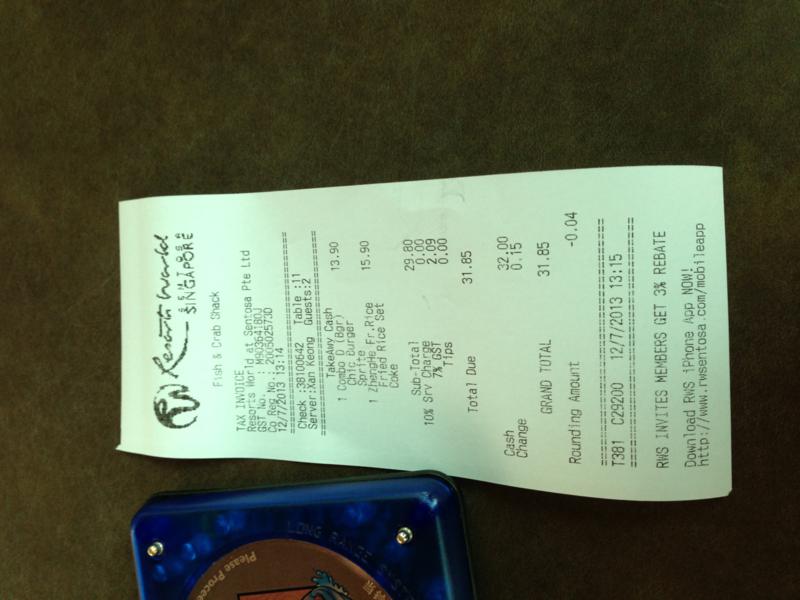 Resorts World
SENTOSA
SINGAPORE
Fish & Crab Shack
TAX INVOICE
Resorts World at Sentosa Pte Ltd
GST No. : M90364180J
Co Reg No.: 200502573D
12/7/2013 13:14
Check :38100642 Table :11
Server:Xan Keong Guests:2
TakeAwy Cash
1 Combo 1 (Bgr) 13.90
Chic Burger
Sprite
1 ZhengHe Fr.Rice 15.90
Fried Rice Set
Coke
Sub-Total 29.80
10% Srv Charge 0.00
7% GST 2.09
Tips 0.00
Total Due 31.85
Cash 32.00
Change 0.15
GRAND TOTAL 31.85
Rounding Amount -0.04
T381 C29200 12/7/2013 13:15
RWS INVITES MEMBERS GET 3% REBATE
Download RWS iPhone App NOW!
http://www.rwsentosa.com/mobileapp
LONG RANGE SYSTEMS
Please Procee